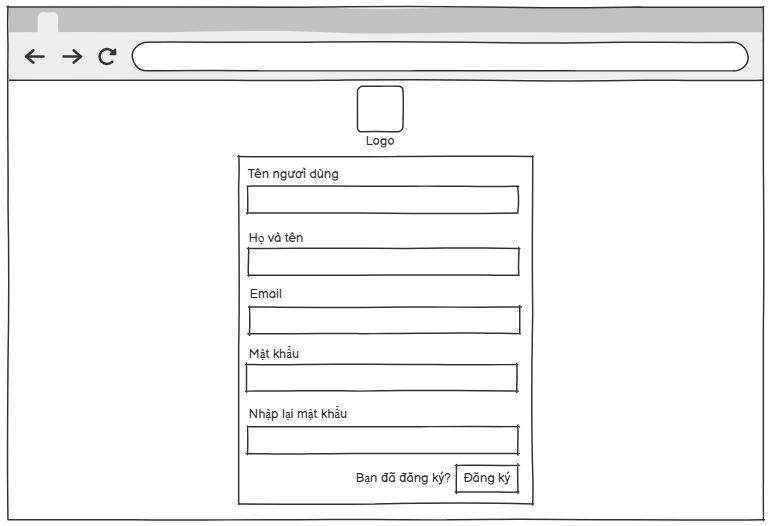 Logo
Tên người dùng
Họ và tên
Email
Mật khẩu
Nhập lại mật khẩu
Bạn đã đăng ký? Đăng ký